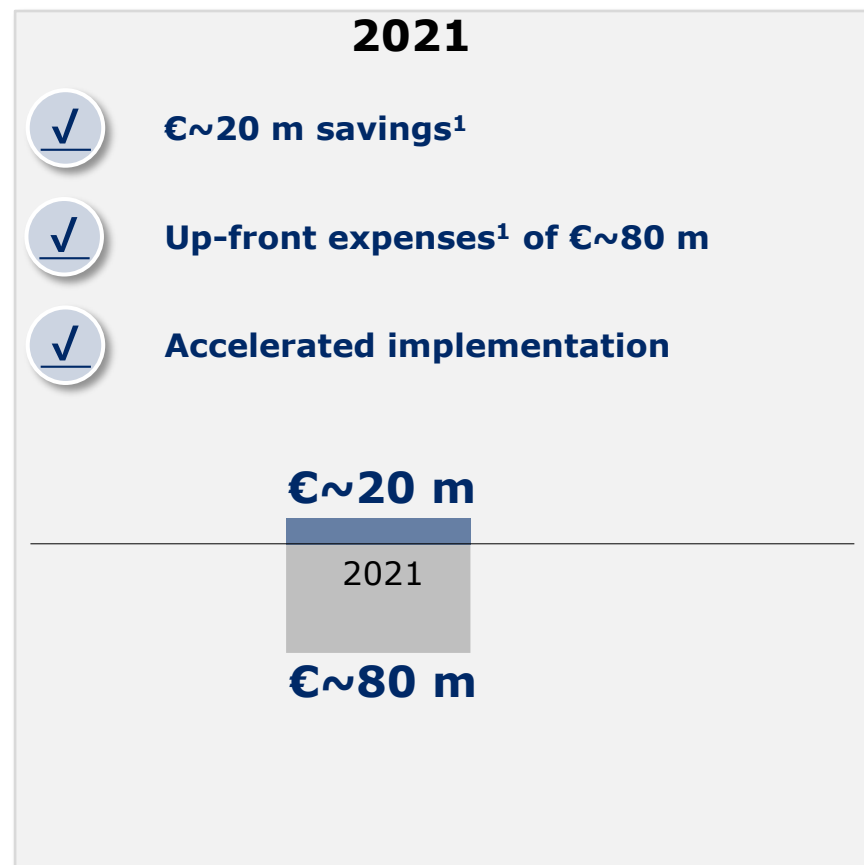 2021
√
€~20 m savings¹
√
Up-front expenses¹ of €~80 m
√
Accelerated implementation
€~20 m
2021
€~80 m